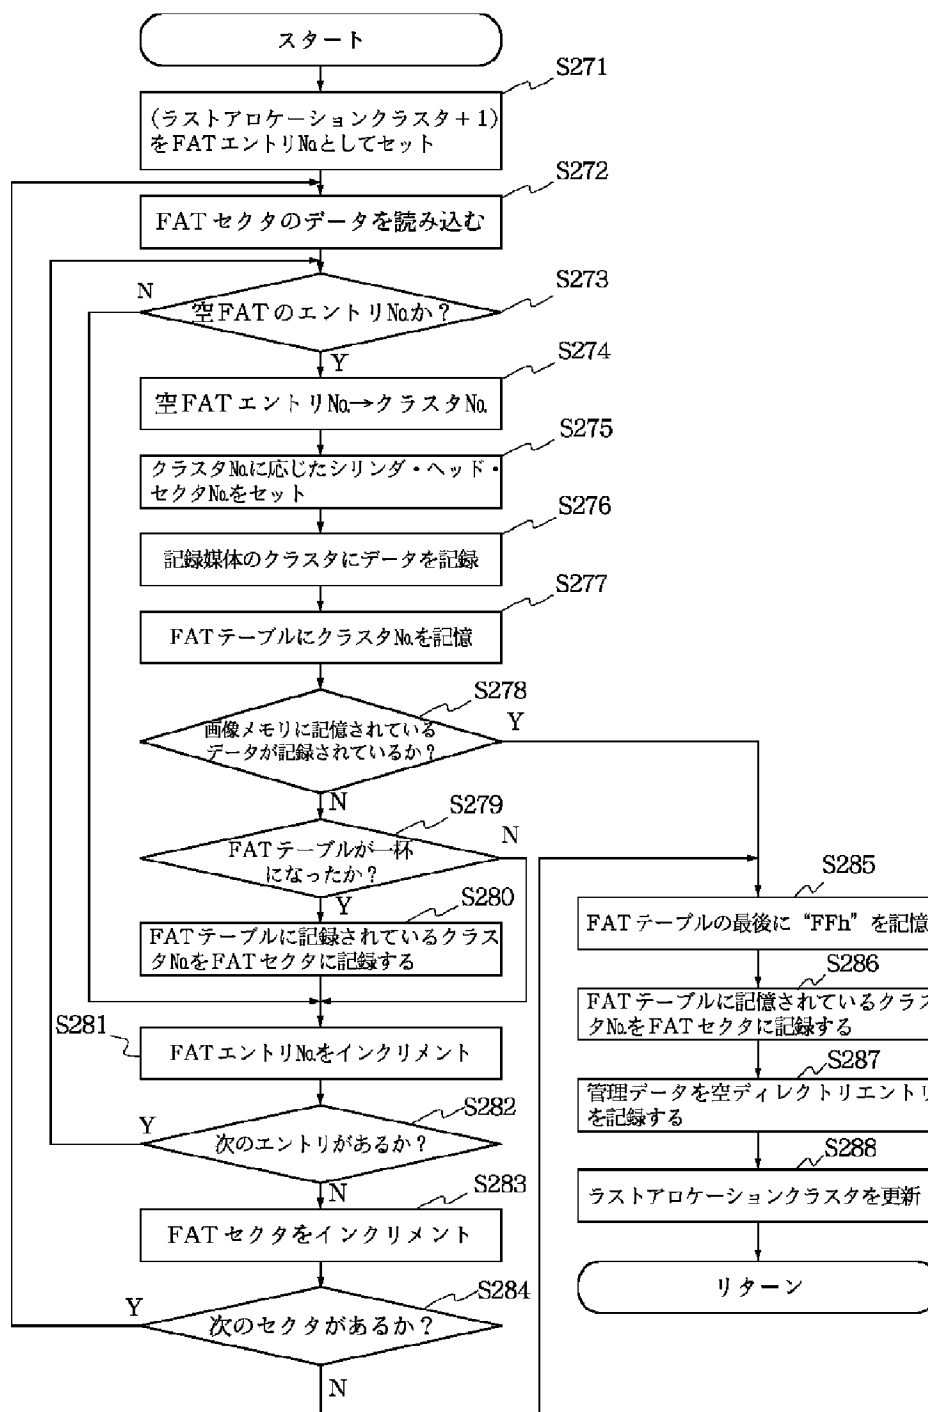 スタート
S271
(ラストアロケーションクラスタ+1)
をFATエントリ№としてセット
S272
FATセクタのデータを読み込む
S273
N
空FATのエントリ№か?
Y
S274
空FATエントリ№→クラスタ№
S275
クラスタ№に応じたシリンダ・ヘッド・
セクタ№をセット
S276
記録媒体のクラスタにデータを記録
S277
FATテーブルにクラスタ№を記憶
S278
画像メモリに記憶されている
データが記録されているか?
Y
N
S279
FATテーブルが一杯
になったか?
N
Y
S280
FATテーブルに記録されているクラス
タ№をFATセクタに記録する
S281
FATエントリ№をインクリメント
S282
Y
次のエントリがあるか?
N
S283
FATセクタをインクリメント
S284
Y
次のセクタがあるか?
N
S285
FATテーブルの最後に“FFh”を記憶
S286
FATテーブルに記憶されているクラス
タ№をFATセクタに記録する
S287
管理データを空ディレクトリエントリ
を記録する
S288
ラストアロケーションクラスタを更新
リターン